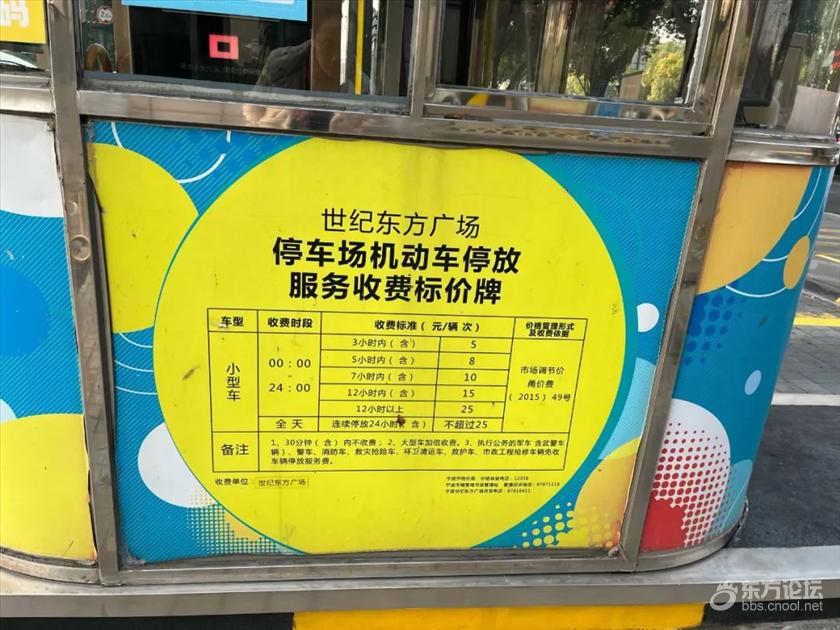 码
世纪东方广场
停车场机动车停放
服务收费标价牌
车型 收费时段 收费标准（元/辆 次） 价格管理形式及收费依据
小型车 00:00 - 24:00 市场调节价 甬价费（2015）49号
3小时内（含） 5
5小时内（含） 8
7小时内（含） 10
12小时内（含） 15
12小时以上 25
全天 连续停放24小时（含） 不超过25
备注 1、30分钟（含）内不收费；2、大型车加倍收费。3、执行公务的军车 含武警车
辆）、警车、消防车、救灾抢险车、环卫清运车、救护车、市政工程抢修车辆免收
车辆停放服务费。
收费单位：世纪东方广场
东方论坛
bbs.cnool.net